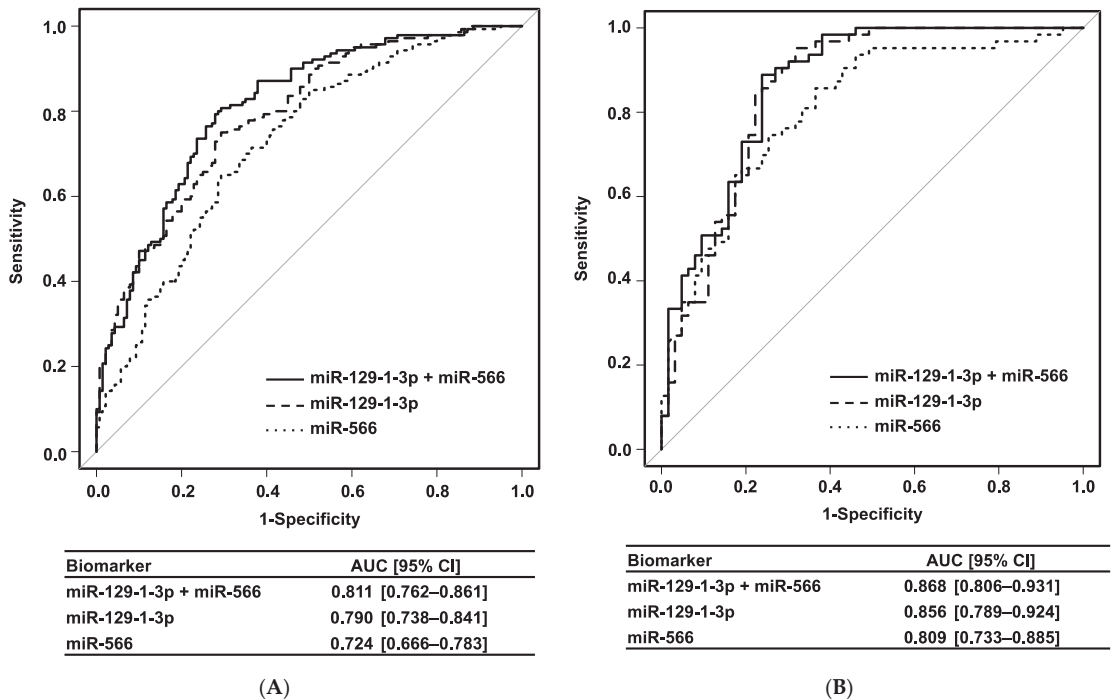 1.0
0.8
0.6
0.4
0.2
0.0
Sensitivity
miR-129-1-3p + miR-566
miR-129-1-3p
miR-566
0.0 0.2 0.4 0.6 0.8 1.0
1-Specificity
Biomarker AUC [95% CI]
miR-129-1-3p + miR-566 0.811 [0.762–0.861]
miR-129-1-3p 0.790 [0.738–0.841]
miR-566 0.724 [0.666–0.783]
(A)
1.0
0.8
0.6
0.4
0.2
0.0
Sensitivity
miR-129-1-3p + miR-566
miR-129-1-3p
miR-566
0.0 0.2 0.4 0.6 0.8 1.0
1-Specificity
Biomarker AUC [95% CI]
miR-129-1-3p + miR-566 0.868 [0.806–0.931]
miR-129-1-3p 0.856 [0.789–0.924]
miR-566 0.809 [0.733–0.885]
(B)